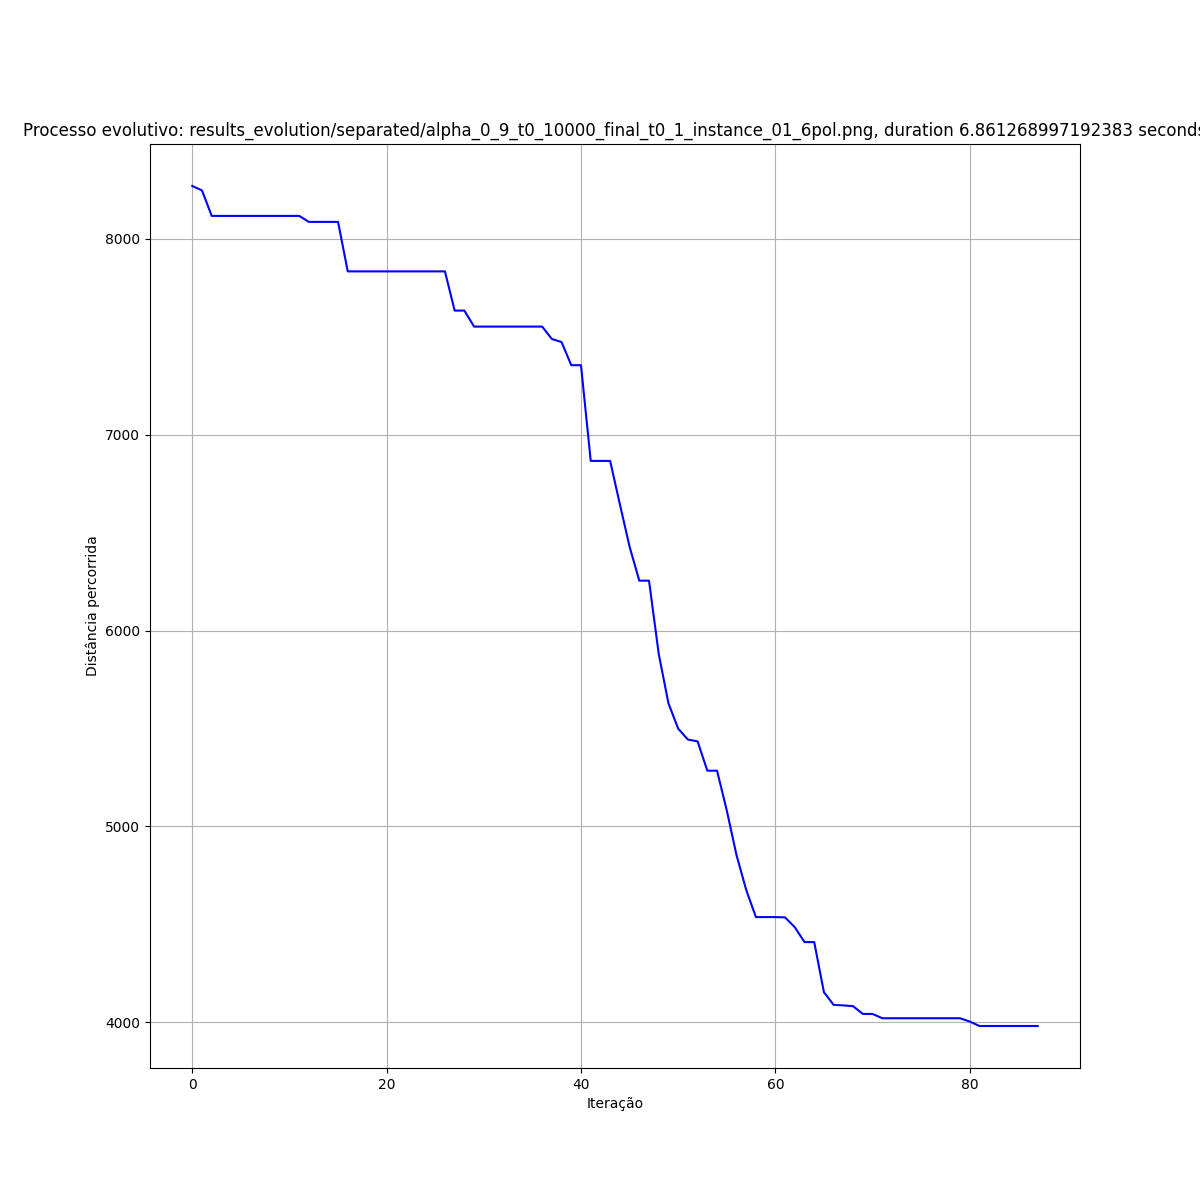 Processo evolutivo: results_evolution/separated/alpha_0_9_t0_10000_final_t0_1_instance_01_6pol.png, duration 6.861268997192383 seconds
8000
7000
6000
5000
4000
Distância percorrida
0 20 40 60 80
Iteração